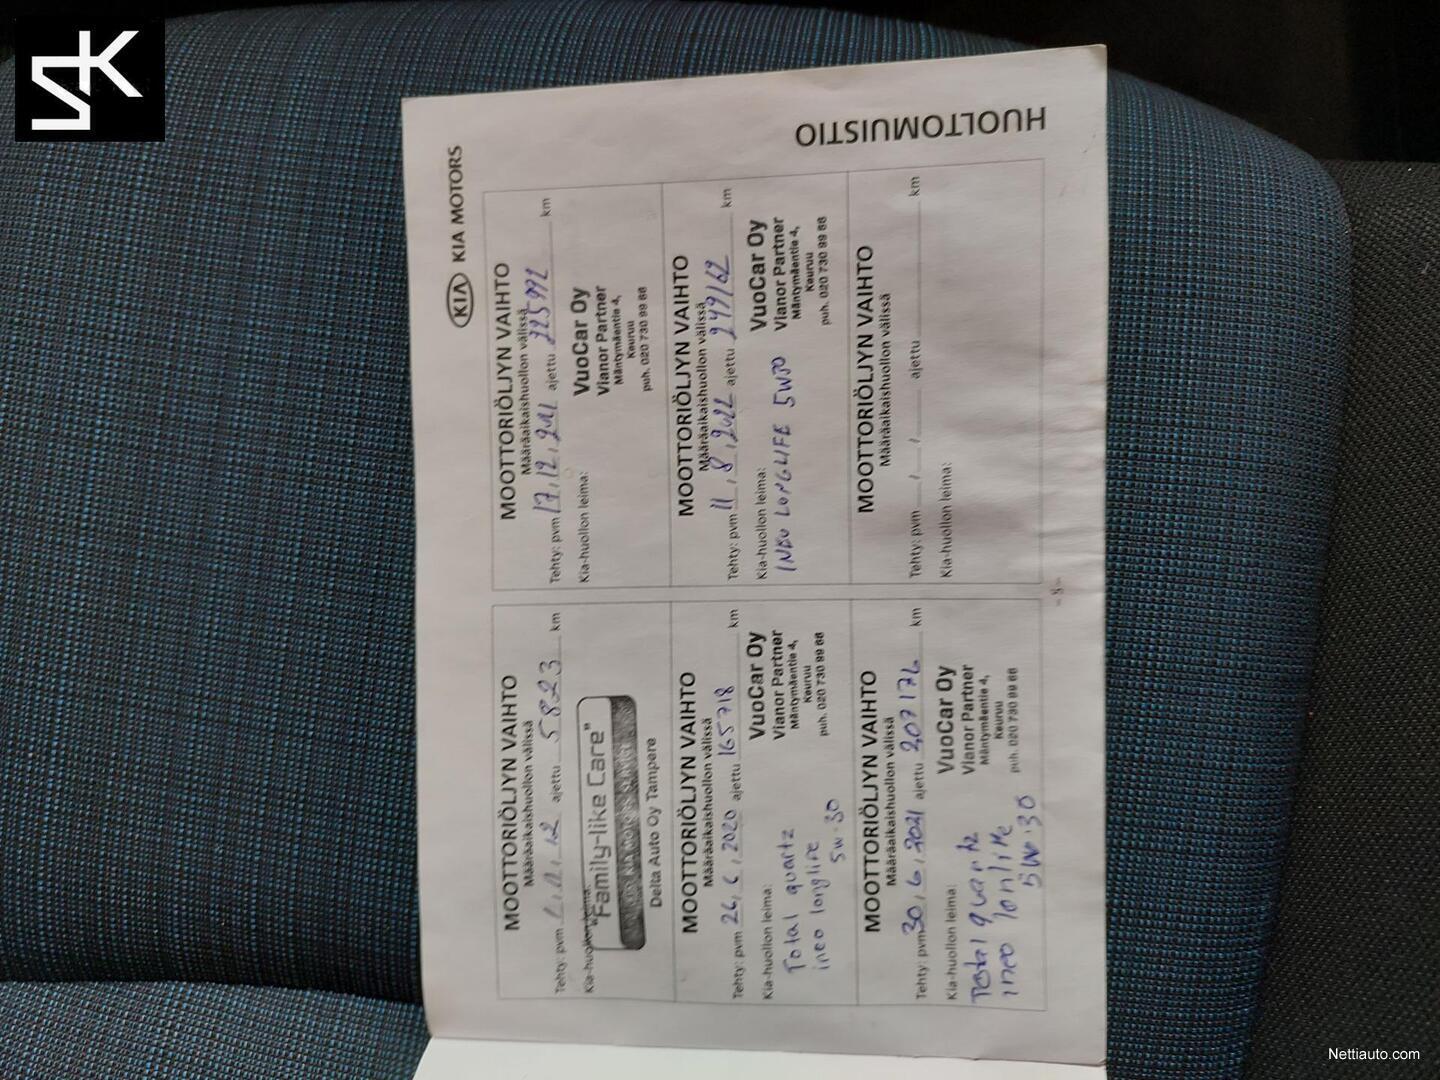 SK
KIA KIA MOTORS
HUOLTOMUISTIO
MOOTTORIÖLJYN VAIHTO
Määräaikaishuollon välissä
Tehty: pvm 12 ajettu 5823 km
Kia-huollon leima:
"Family-like Care"
Delta Auto Oy Tampere
MOOTTORIÖLJYN VAIHTO
Määräaikaishuollon välissä
Tehty: pvm 26, 6, 2020 ajettu 165718 km
Kia-huollon leima:
Total quartz
ineo longlife
5W-30
VuoCar Oy
Vianor Partner
Mäntymäentie 4,
Keuruu
puh. 020 730 99 66
MOOTTORIÖLJYN VAIHTO
Määräaikaishuollon välissä
Tehty: pvm 30, 6, 2021 ajettu 207176 km
Kia-huollon leima:
Total quartz
ineo lonlife
5W-30
VuoCar Oy
Vianor Partner
Mäntymäentie 4,
Keuruu
puh. 020 730 99 66
MOOTTORIÖLJYN VAIHTO
Määräaikaishuollon välissä
Tehty: pvm 17, 12, 2021 ajettu 225992 km
Kia-huollon leima:
VuoCar Oy
Vianor Partner
Mäntymäentie 4,
Keuruu
puh. 020 730 99 66
MOOTTORIÖLJYN VAIHTO
Määräaikaishuollon välissä
Tehty: pvm 11, 8, 2022 ajettu 249162 km
Kia-huollon leima:
INEO LONGLIFE 5W30
VuoCar Oy
Vianor Partner
Mäntymäentie 4,
Keuruu
puh. 020 730 99 66
MOOTTORIÖLJYN VAIHTO
Määräaikaishuollon välissä
Tehty: pvm , , ajettu km
Kia-huollon leima:
Nettiauto.com